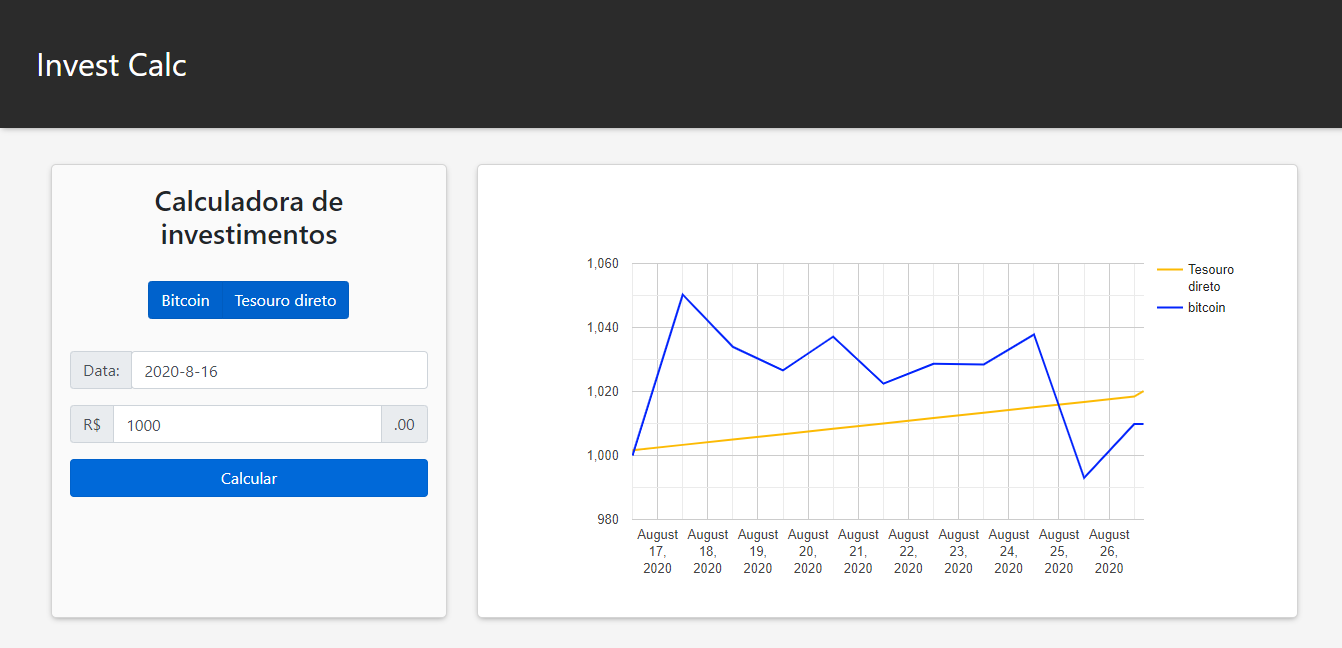 Invest Calc
Calculadora de
investimentos
Bitcoin Tesouro direto
Data: 2020-8-16
R$ 1000 .00
Calcular
1,060
1,040
1,020
1,000
980
August 17, 2020
August 18, 2020
August 19, 2020
August 20, 2020
August 21, 2020
August 22, 2020
August 23, 2020
August 24, 2020
August 25, 2020
August 26, 2020
Tesouro
direto
bitcoin